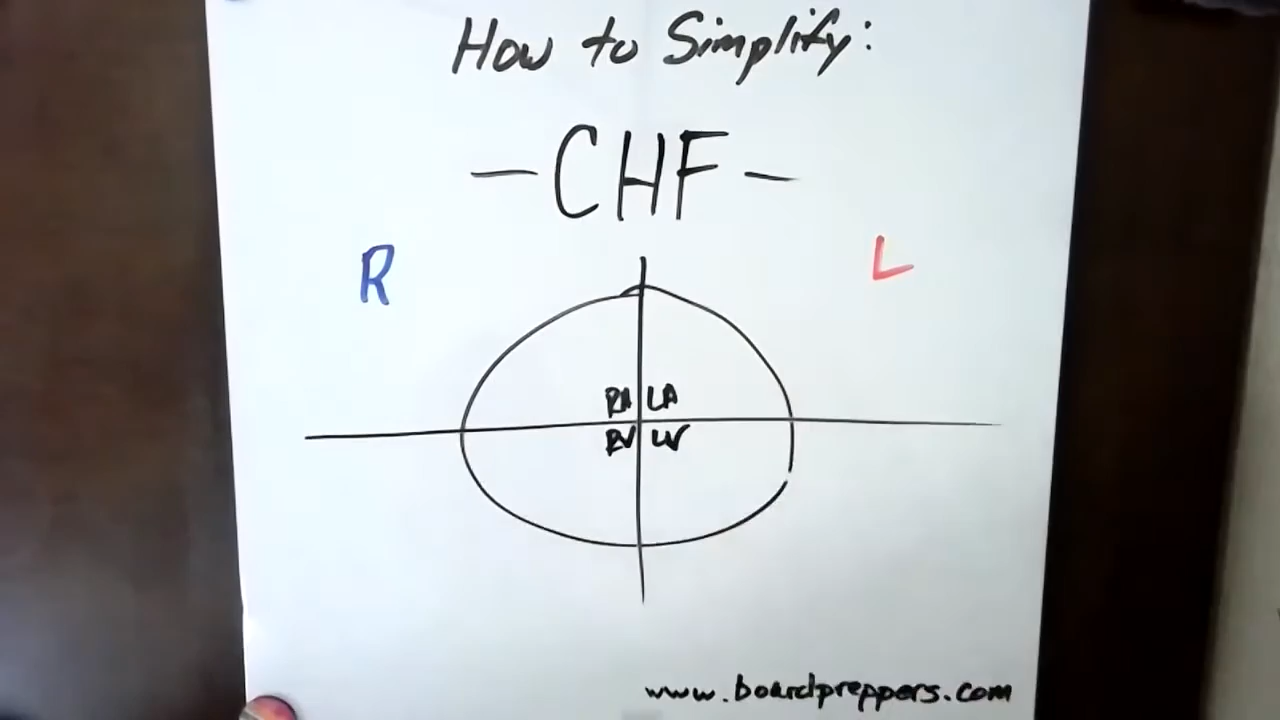 How to Simplify:
- CHF -
R L
RA LA
RV LV
www.boardpreppers.com